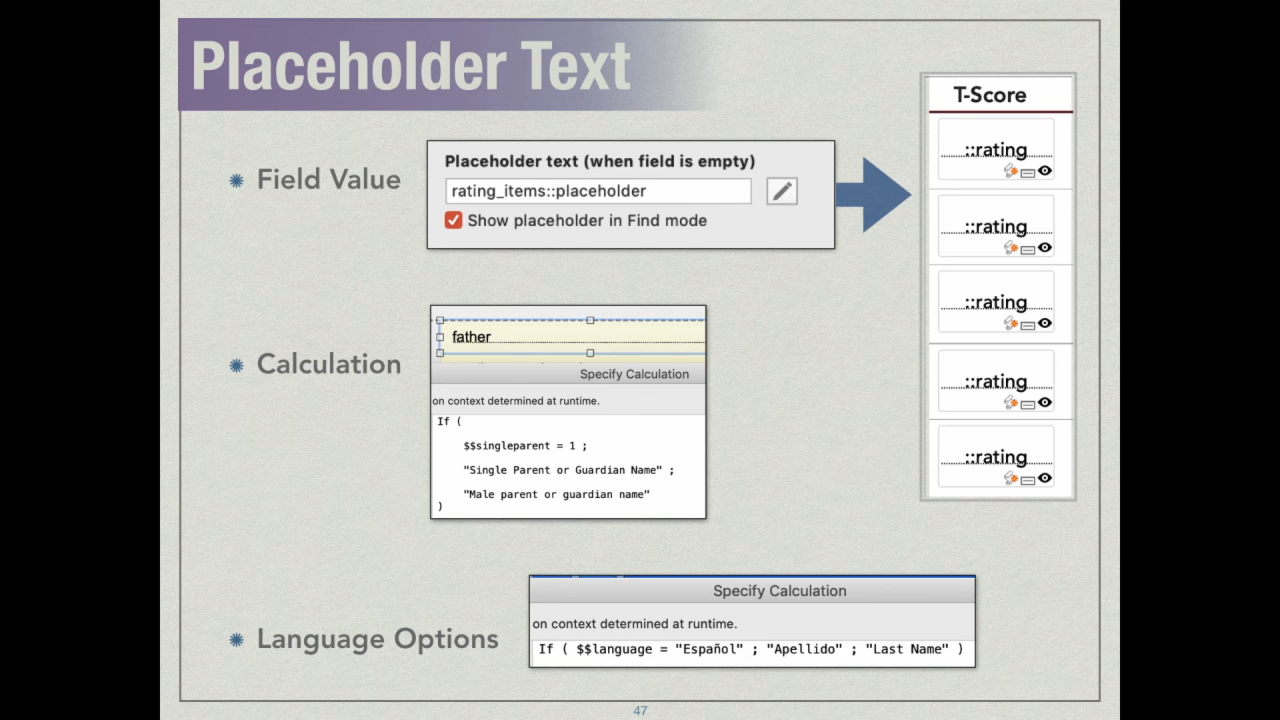 Placeholder Text
Field Value
Placeholder text (when field is empty)
rating_items::placeholder
Show placeholder in Find mode
T-Score
::rating
::rating
::rating
::rating
::rating
Calculation
father
Specify Calculation
on context determined at runtime.
If (
$$singleparent = 1 ;
"Single Parent or Guardian Name" ;
"Male parent or guardian name"
)
Language Options
Specify Calculation
on context determined at runtime.
If ( $$language = "Español" ; "Apellido" ; "Last Name" )
47